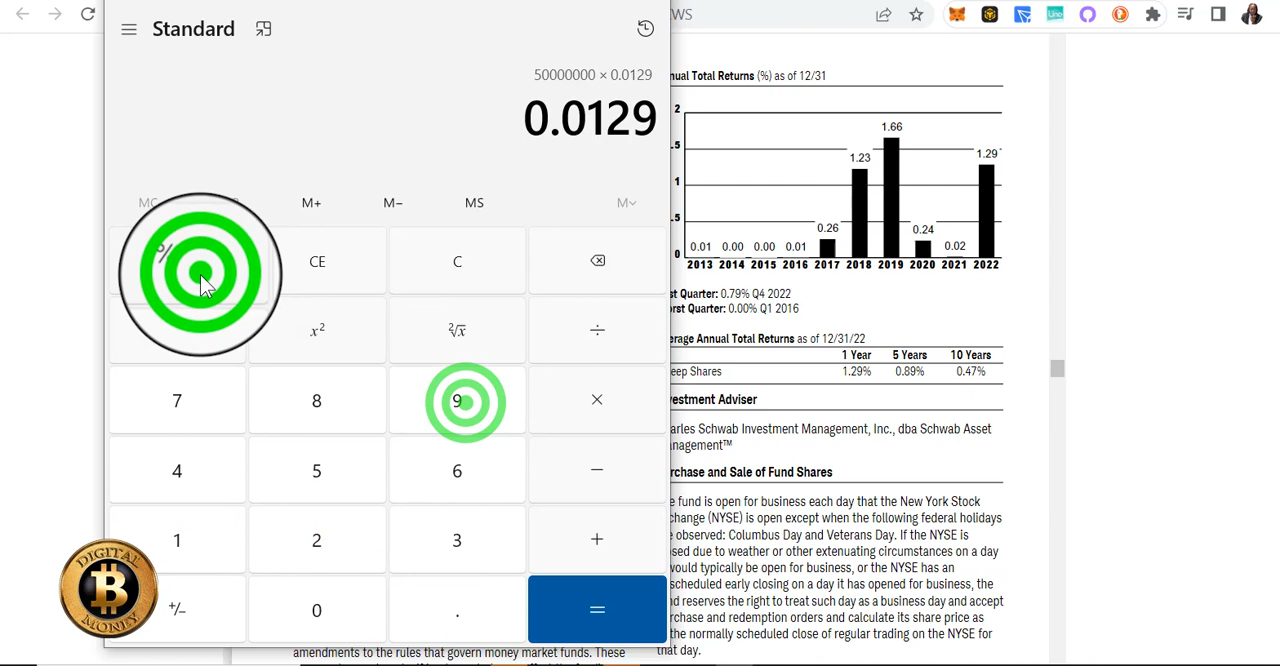 WS
Standard
50000000 × 0.0129
0.0129
M+
M−
MS
M
%
CE
C
x²
²√x
÷
7
8
9
×
4
5
6
−
1
2
3
+
+/−
0
.
=
DIGITAL
B
MONEY
nual Total Returns (%) as of 12/31
2
.5
1
.5
0
0.01
0.00
0.00
0.01
0.26
1.23
1.66
0.24
0.02
1.29
2013 2014 2015 2016 2017 2018 2019 2020 2021 2022
st Quarter: 0.79% Q4 2022
orst Quarter: 0.00% Q1 2016
erage Annual Total Returns as of 12/31/22
1 Year 5 Years 10 Years
eep Shares 1.29% 0.89% 0.47%
vestment Adviser
arles Schwab Investment Management, Inc., dba Schwab Asset
anagement™
rchase and Sale of Fund Shares
e fund is open for business each day that the New York Stock
change (NYSE) is open except when the following federal holidays
e observed: Columbus Day and Veterans Day. If the NYSE is
sed due to weather or other extenuating circumstances on a day
would typically be open for business, or the NYSE has an
scheduled early closing on a day it has opened for business, the
nd reserves the right to treat such day as a business day and accept
rchase and redemption orders and calculate its share price as
the normally scheduled close of regular trading on the NYSE for
that day.
amendments to the rules that govern money market funds. These